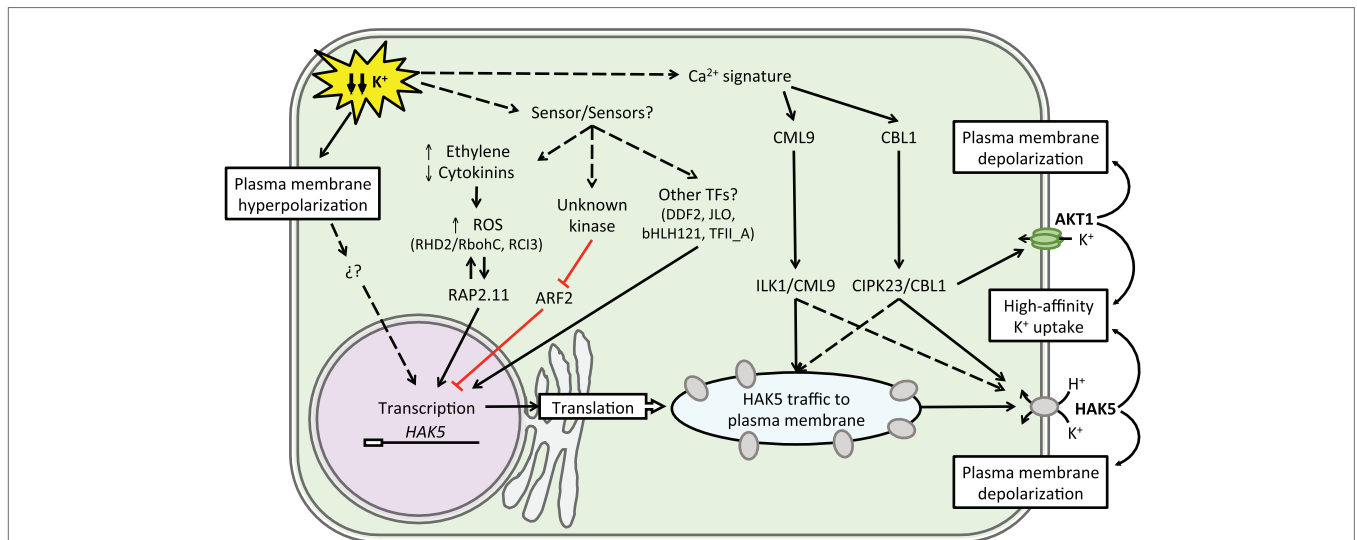 K⁺
Ca²⁺ signature
Sensor/Sensors?
CML9
CBL1
Plasma membrane
depolarization
↑ Ethylene
↓ Cytokinins
Plasma membrane
hyperpolarization
Other TFs?
(DDF2, JLO,
bHLH121, TFII_A)
Unknown
kinase
↑ ROS
(RHD2/RbohC, RCI3)
AKT1
K⁺
¿?
RAP2.11
ARF2
ILK1/CML9
CIPK23/CBL1
High-affinity
K⁺ uptake
Transcription
HAK5
Translation
HAK5 traffic to
plasma membrane
H⁺
HAK5
K⁺
Plasma membrane
depolarization